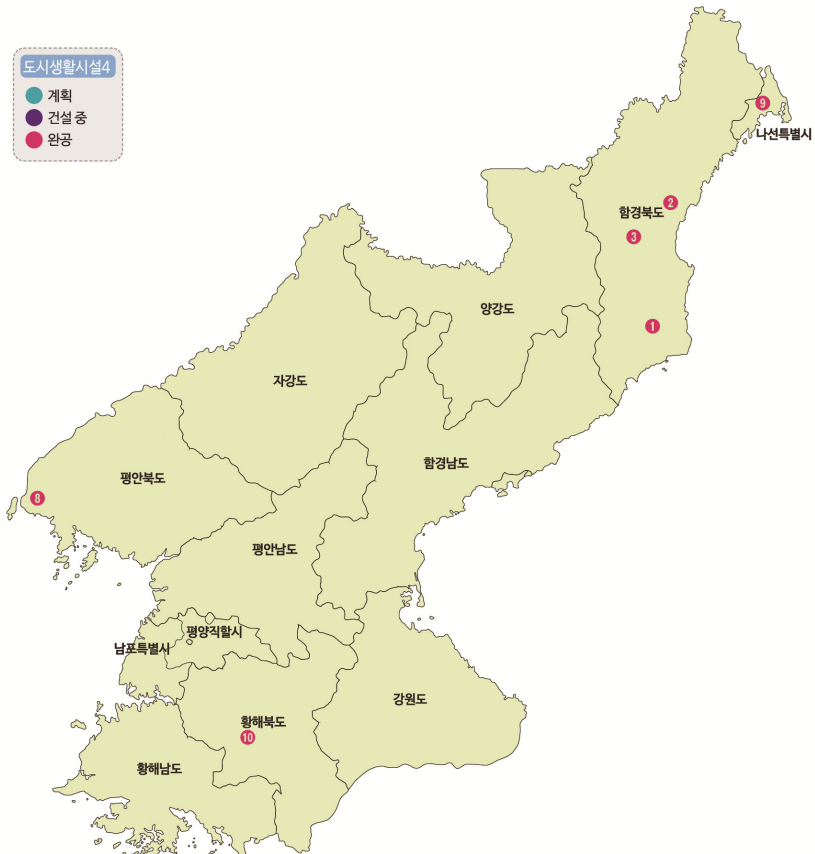 도시생활시설4
계획
건설 중
완공
9
나선특별시
2
함경북도
3
양강도
1
자강도
함경남도
평안북도
8
평안남도
평양직할시
남포특별시
강원도
황해북도
10
황해남도